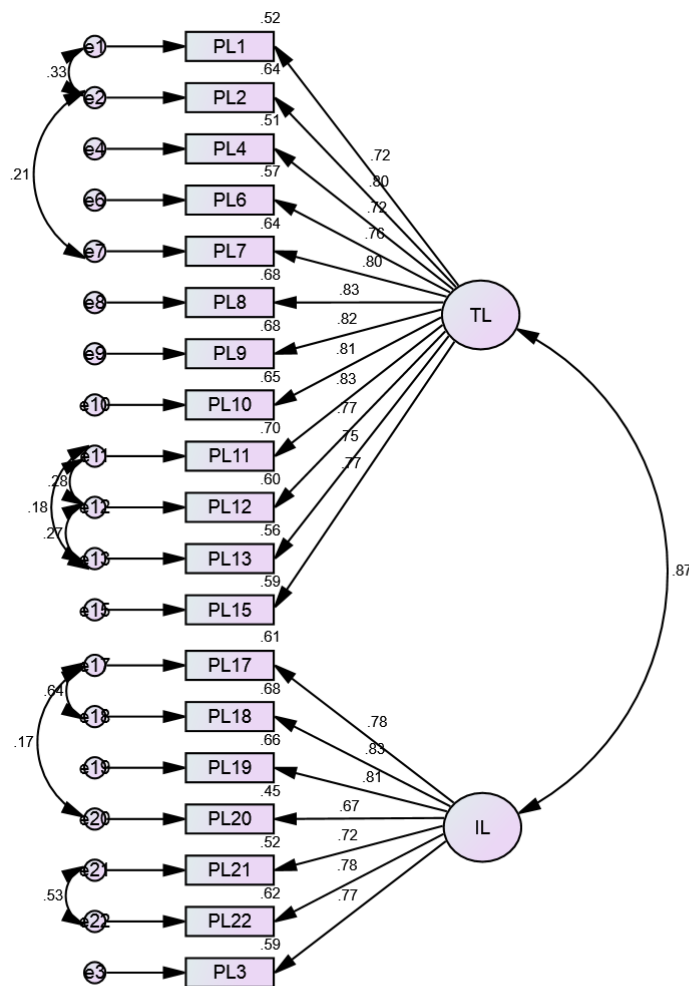 .52
e1
PL1
.33
.64
e2
PL2
.51
e4
PL4
.72
.21
.57
.80
e6
PL6
.72
.64
.76
e7
PL7
.80
.68
e8
PL8
.83
TL
.68
.82
e9
PL9
.81
.65
.83
e10
PL10
.77
.70
.75
e11
PL11
.77
.28
.60
.18
e12
PL12
.27
.56
e13
PL13
.87
.59
e15
PL15
.61
e17
PL17
.64
.68
.78
.17
e18
PL18
.83
.66
.81
e19
PL19
.45
.67
e20
PL20
IL
.52
.72
e21
PL21
.78
.53
.62
.77
e22
PL22
.59
e3
PL3